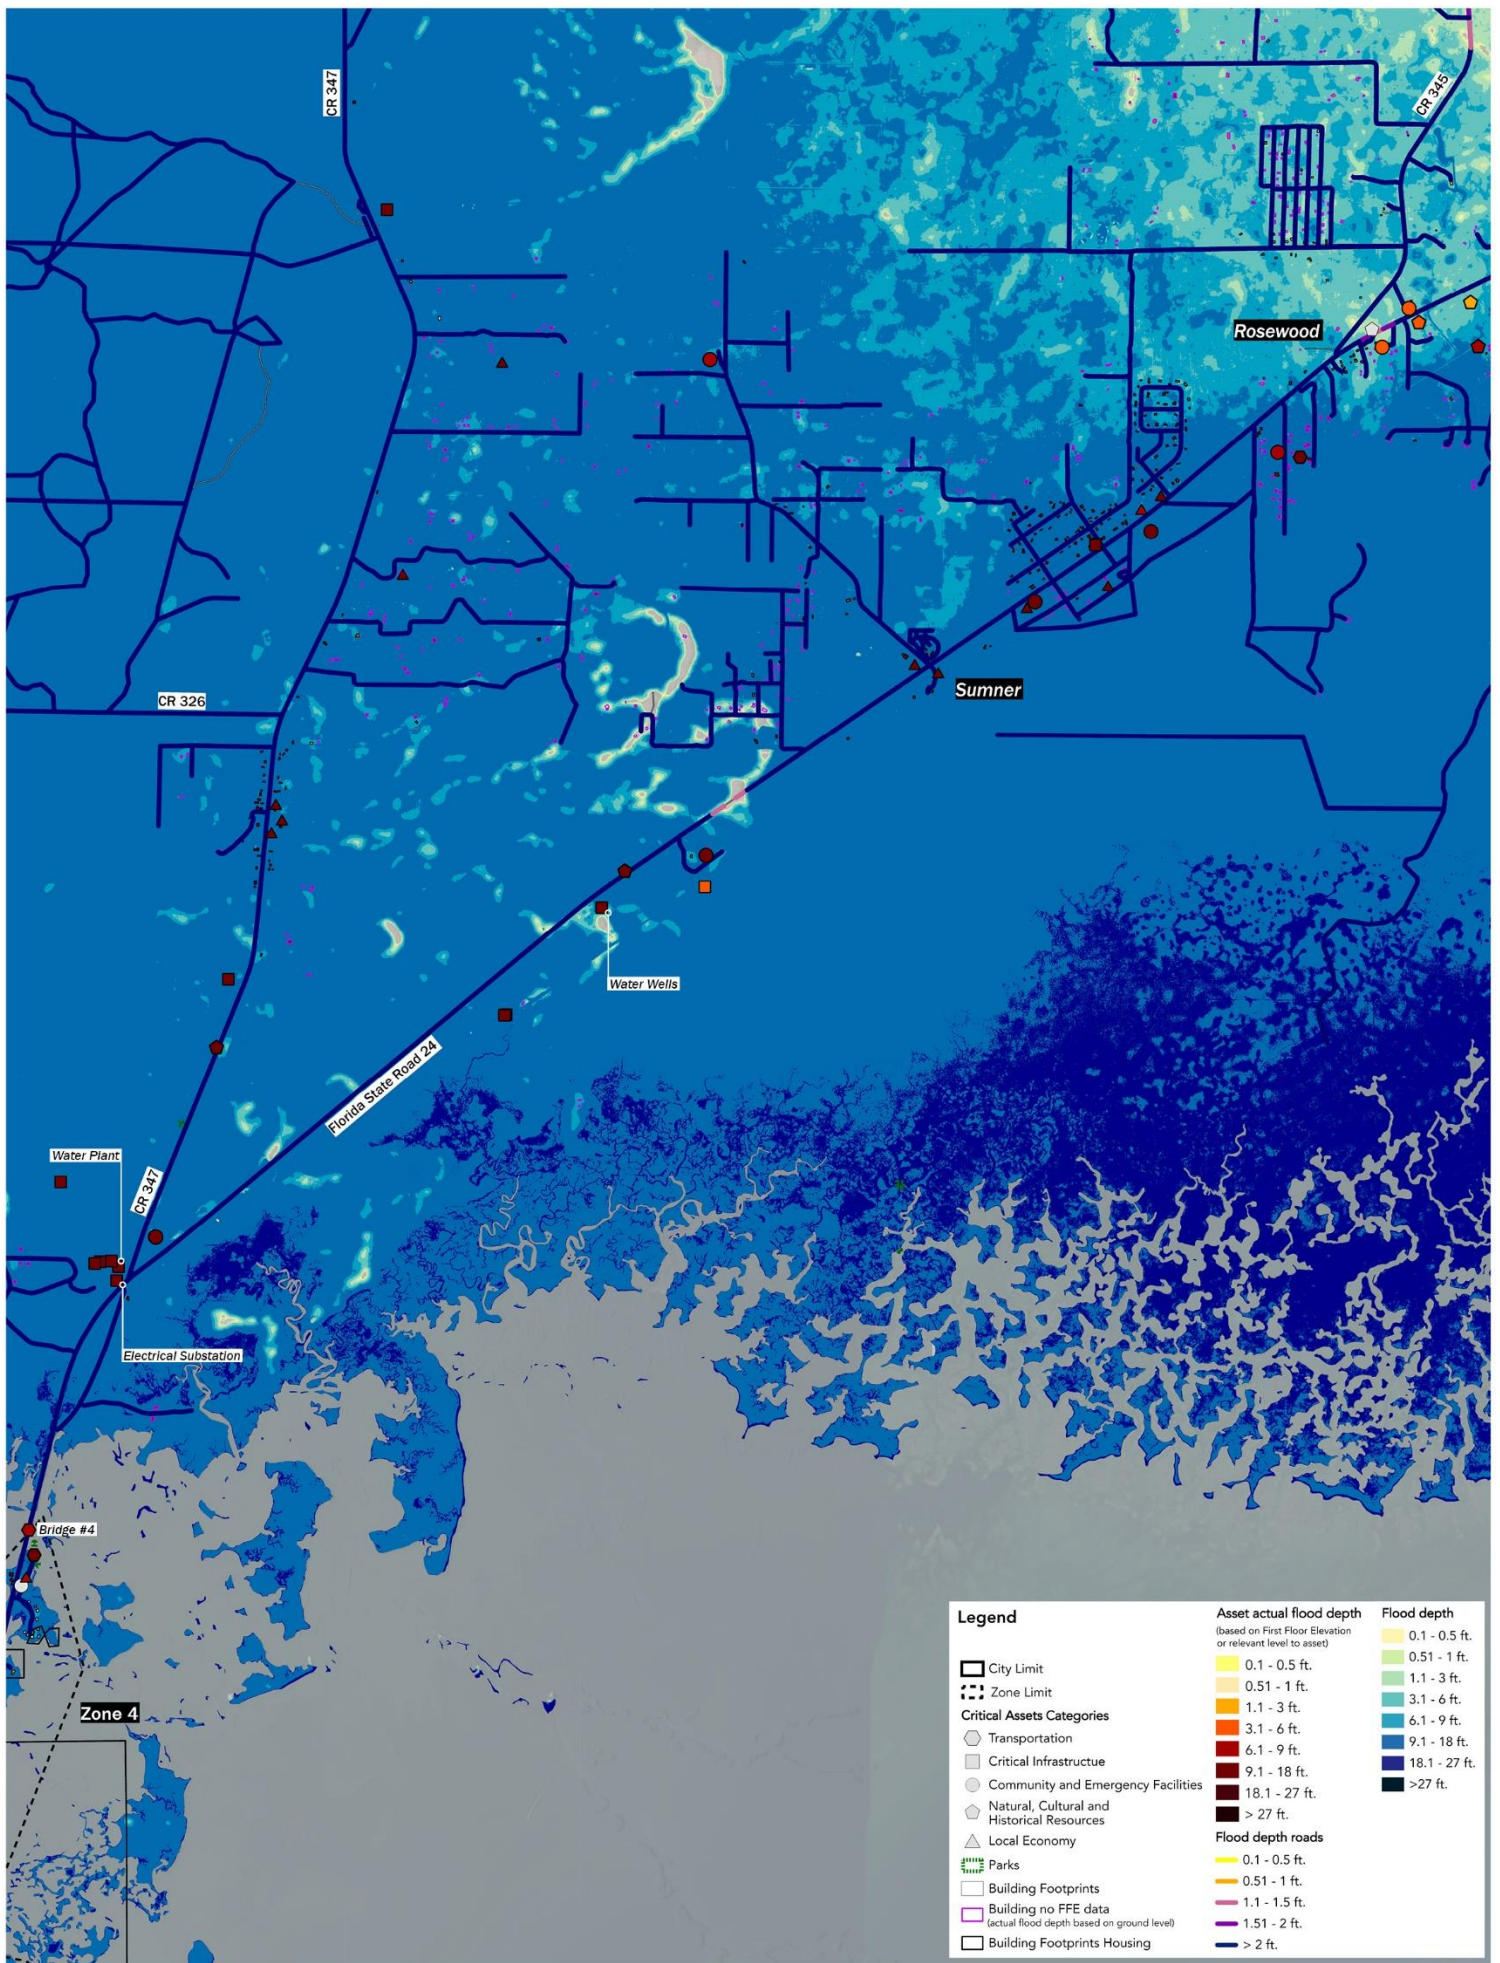 CR 347
CR 345
Rosewood
CR 326
Sumner
Water Wells
Florida State Road 24
Water Plant
CR 347
Electrical Substation
Bridge #4
Zone 4
Legend
City Limit
Zone Limit
Critical Assets Categories
Transportation
Critical Infrastructue
Community and Emergency Facilities
Natural, Cultural and
Historical Resources
Local Economy
Parks
Building Footprints
Building no FFE data
(actual flood depth based on ground level)
Building Footprints Housing
Asset actual flood depth
(based on First Floor Elevation
or relevant level to asset)
0.1 - 0.5 ft.
0.51 - 1 ft.
1.1 - 3 ft.
3.1 - 6 ft.
6.1 - 9 ft.
9.1 - 18 ft.
18.1 - 27 ft.
> 27 ft.
Flood depth roads
0.1 - 0.5 ft.
0.51 - 1 ft.
1.1 - 1.5 ft.
1.51 - 2 ft.
> 2 ft.
Flood depth
0.1 - 0.5 ft.
0.51 - 1 ft.
1.1 - 3 ft.
3.1 - 6 ft.
6.1 - 9 ft.
9.1 - 18 ft.
18.1 - 27 ft.
>27 ft.